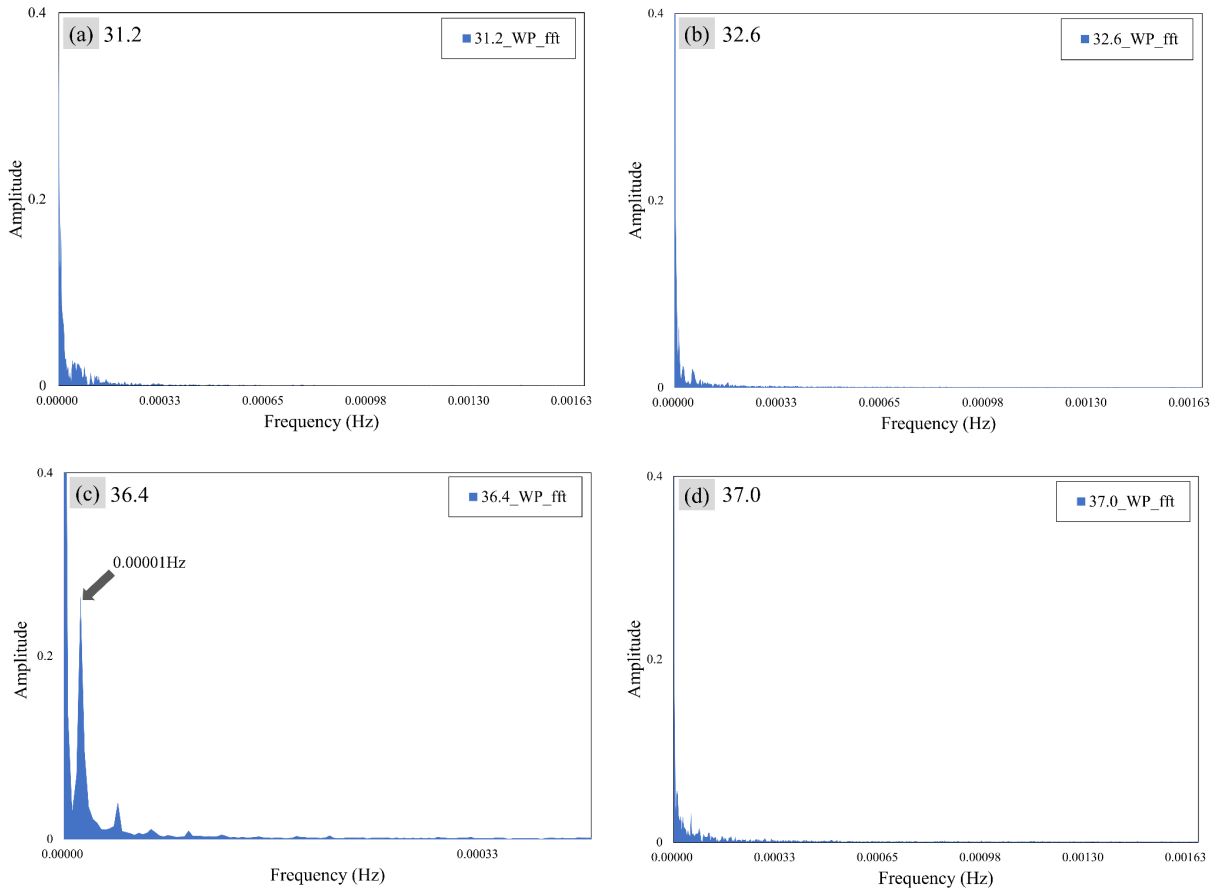 (a) 31.2
31.2_WP_fft
0.4
0.2
0
Amplitude
0.00000 0.00033 0.00065 0.00098 0.00130 0.00163
Frequency (Hz)
(b) 32.6
32.6_WP_fft
0.4
0.2
0
Amplitude
0.00000 0.00033 0.00065 0.00098 0.00130 0.00163
Frequency (Hz)
(c) 36.4
36.4_WP_fft
0.00001Hz
0.4
0.2
0
Amplitude
0.00000 0.00033
Frequency (Hz)
(d) 37.0
37.0_WP_fft
0.4
0.2
0
Amplitude
0.00000 0.00033 0.00065 0.00098 0.00130 0.00163
Frequency (Hz)